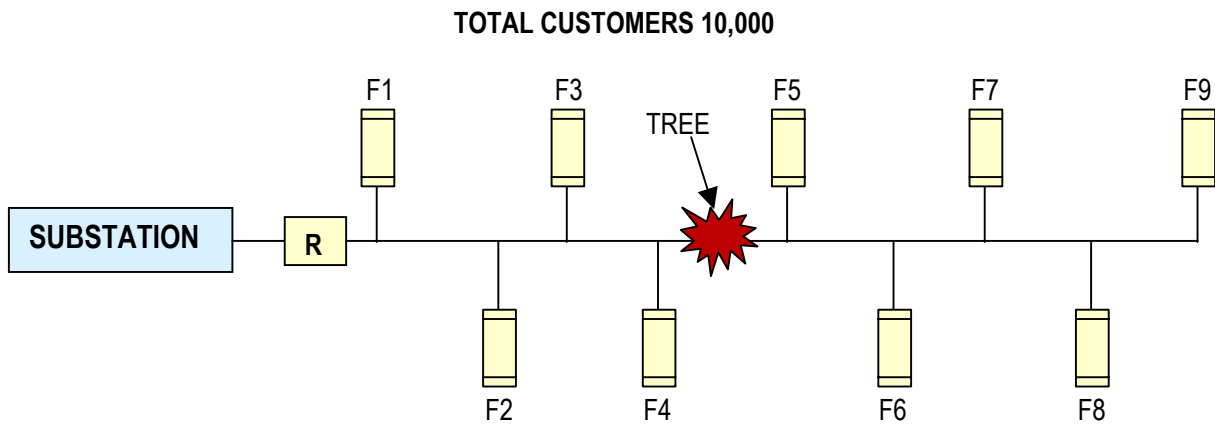 TOTAL CUSTOMERS 10,000
F1
F3
F5
F7
F9
TREE
SUBSTATION
R
F2
F4
F6
F8